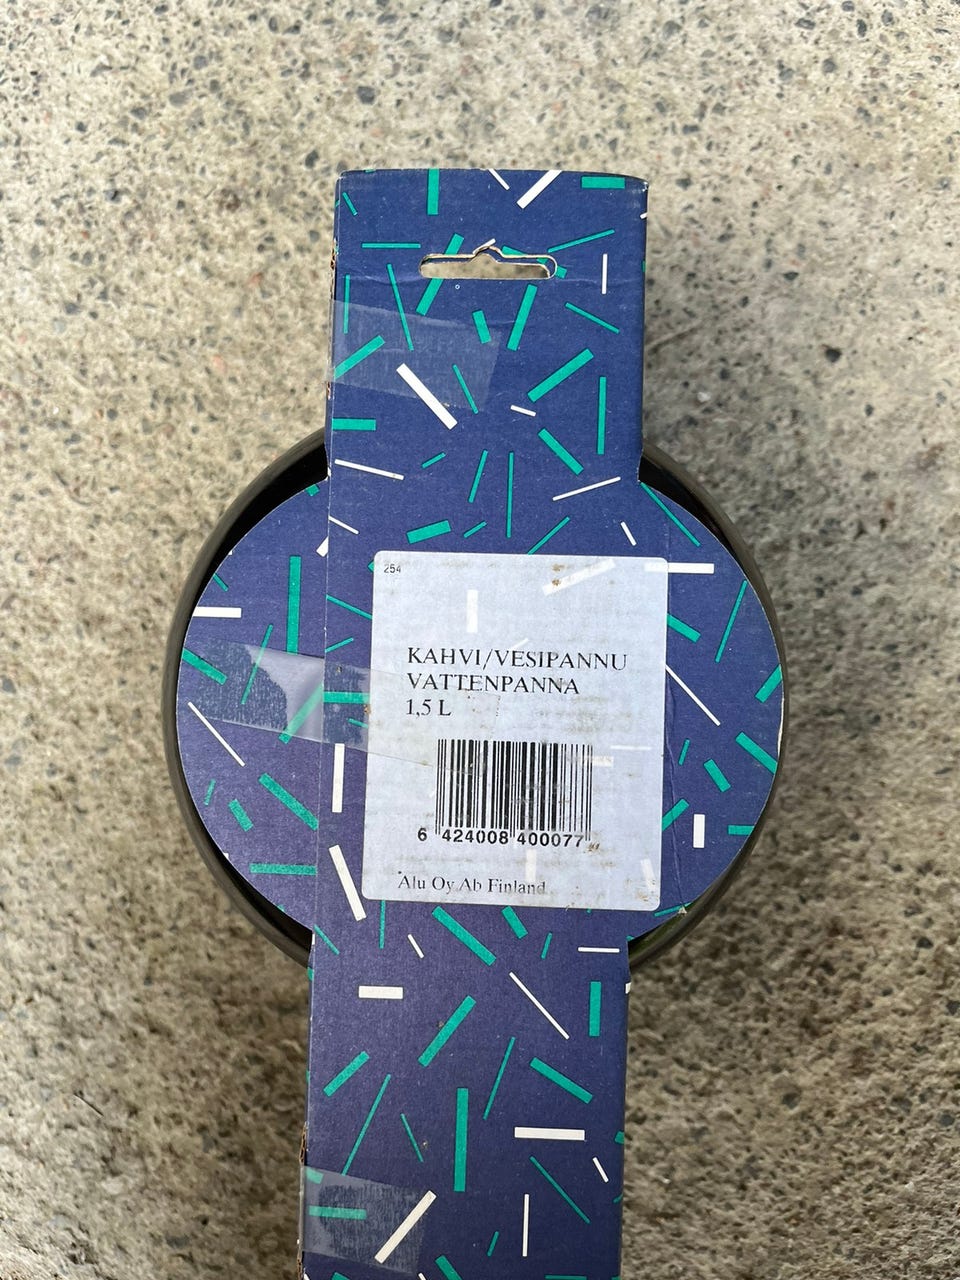 254
KAHVI/VESIPANNU
VATTENPANNA
1,5 L
6 424008 400077
Alu Oy Ab Finland